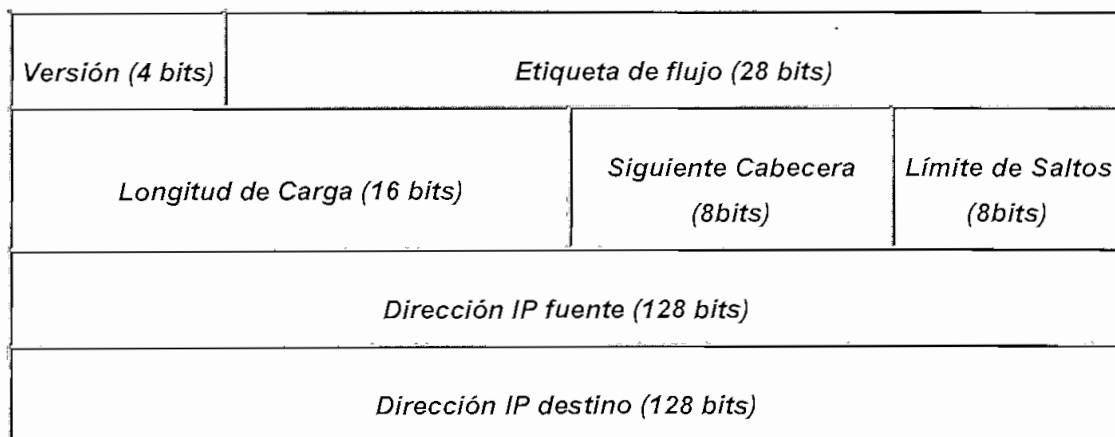 Versión (4 bits)
Etiqueta de flujo (28 bits)
Longitud de Carga (16 bits)
Siguiente Cabecera
(8bits)
Límite de Saltos
(8bits)
Dirección IP fuente (128 bits)
Dirección IP destino (128 bits)